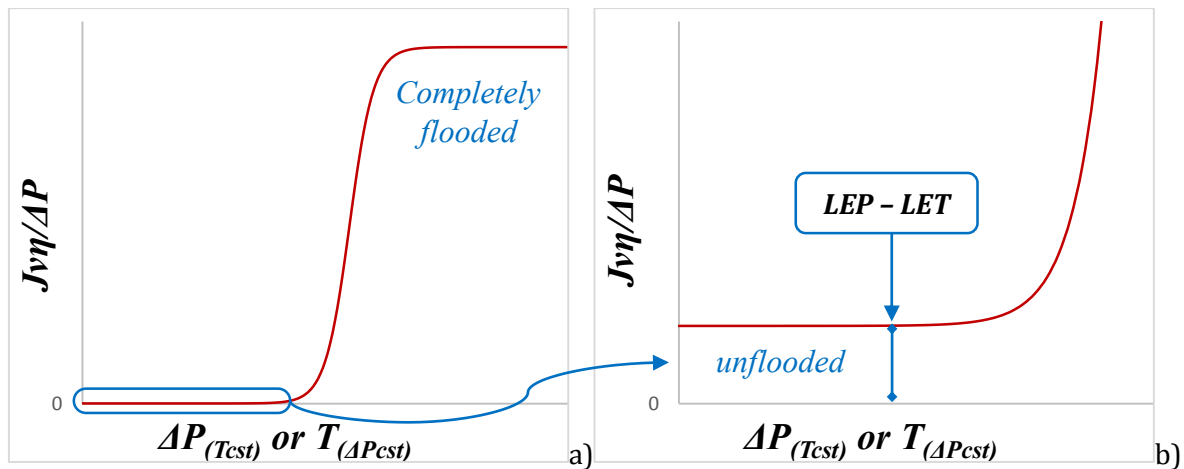 Completely
flooded
Jvη/ΔP
0
ΔP(Tcst) or T(ΔPcst)
a)
LEP – LET
unflooded
Jvη/ΔP
0
ΔP(Tcst) or T(ΔPcst)
b)